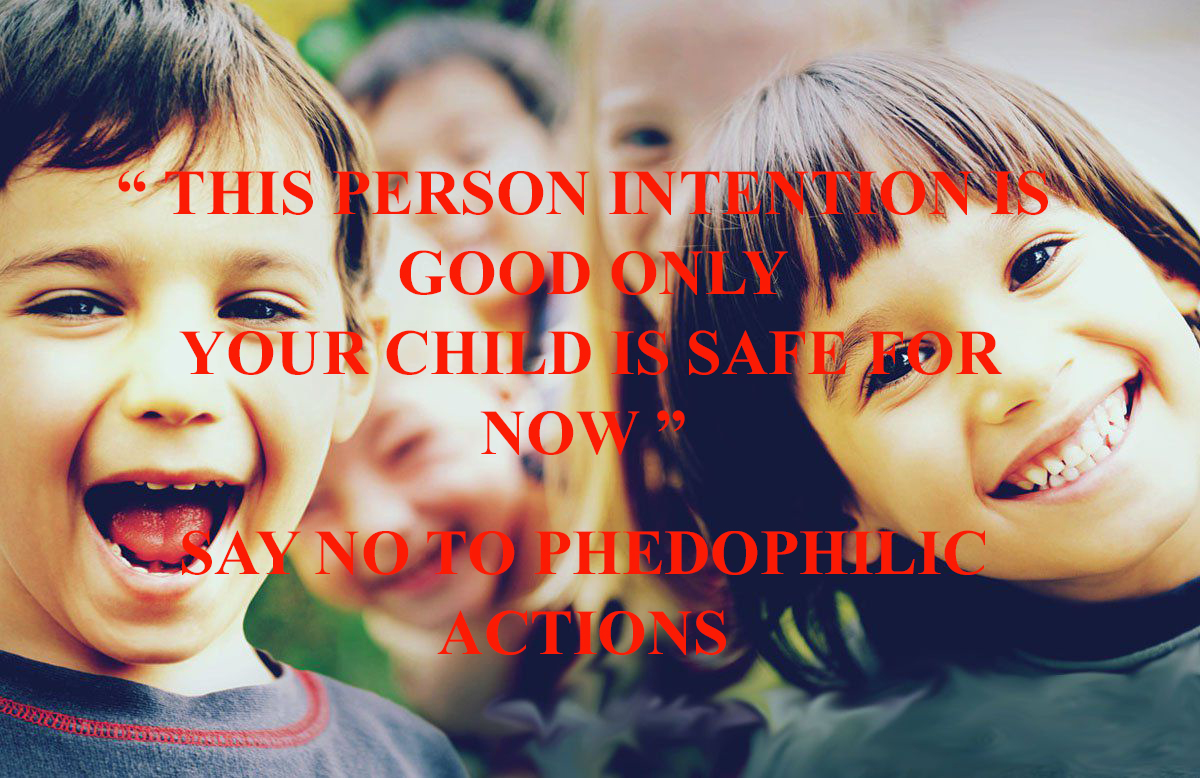 “ THIS PERSON INTENTION IS
GOOD ONLY
YOUR CHILD IS SAFE FOR
NOW ”
SAY NO TO PHEDOPHILIC
ACTIONS